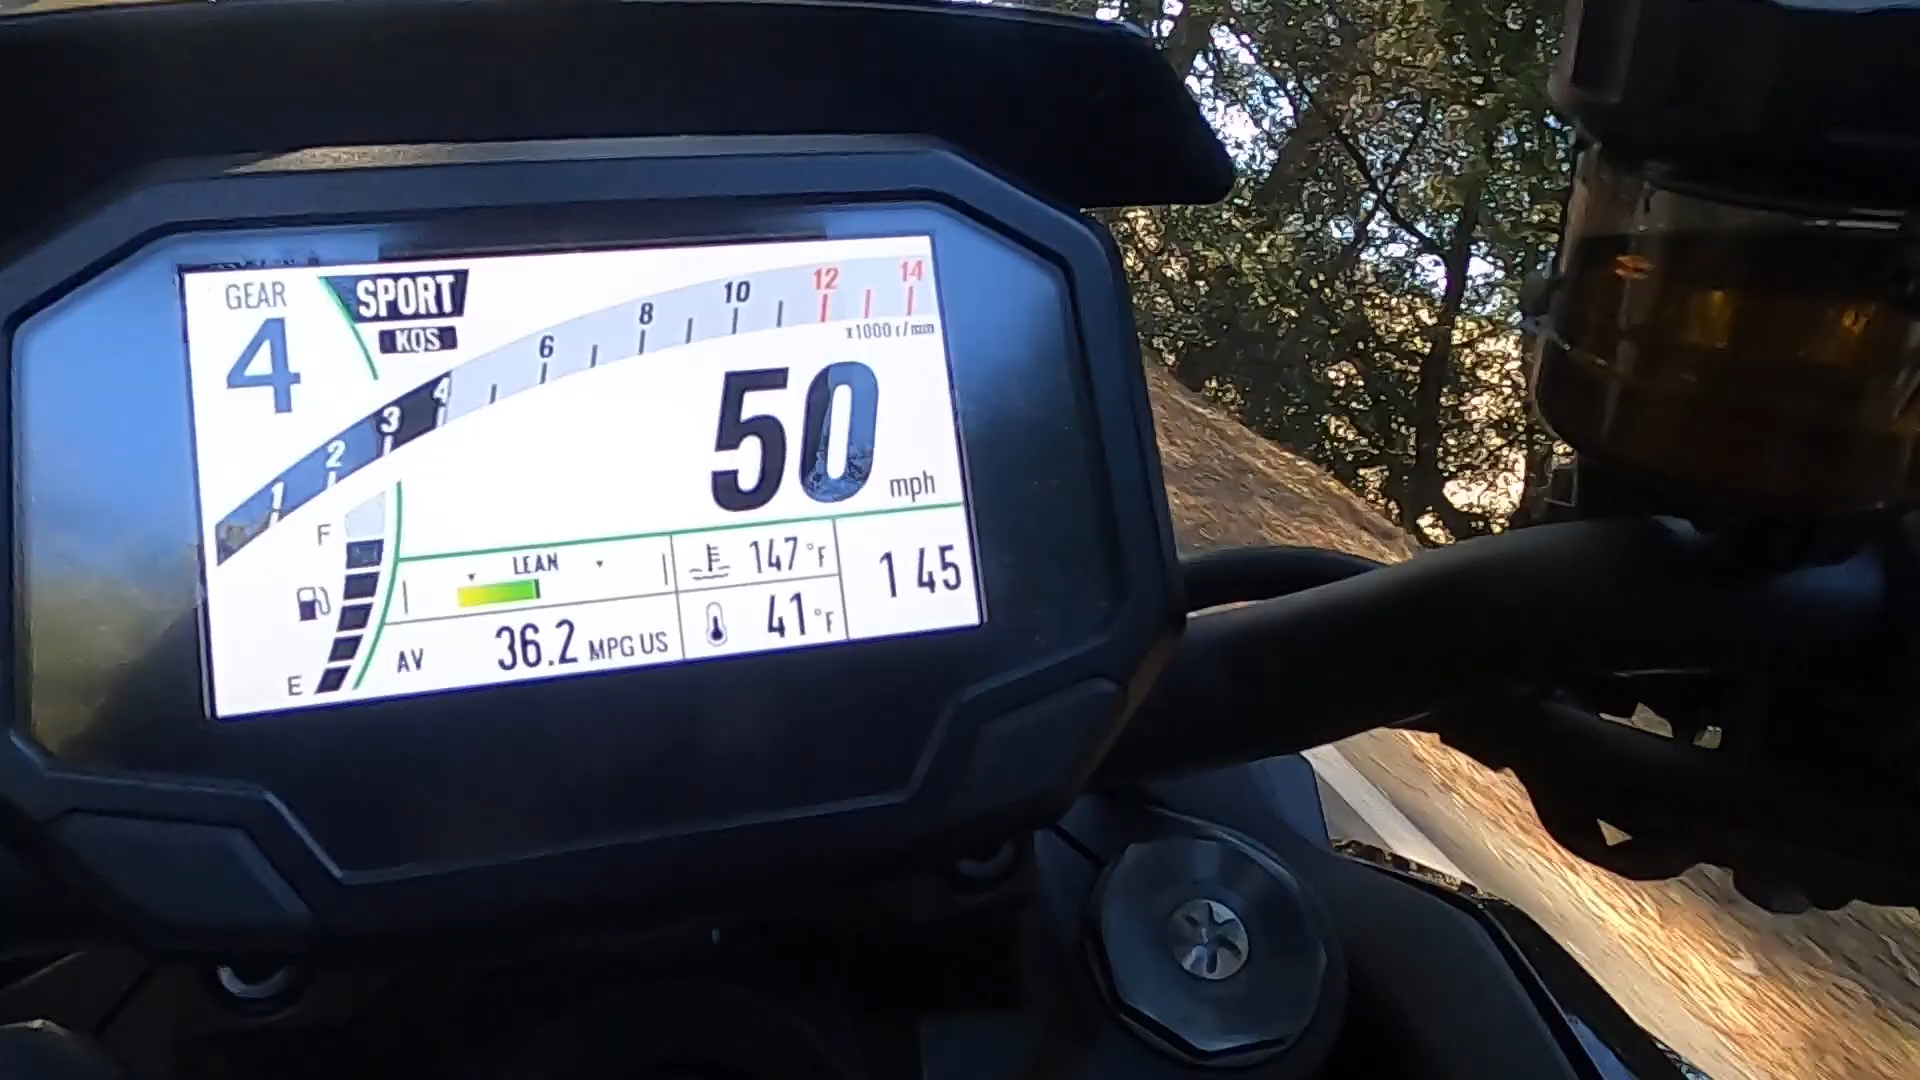 GEAR
4
SPORT
KQS
1 2 3 4 6 8 10 12 14
x1000 r/min
50 mph
F
E
LEAN
147 °F
41 °F
1 45
AV 36.2 MPG US